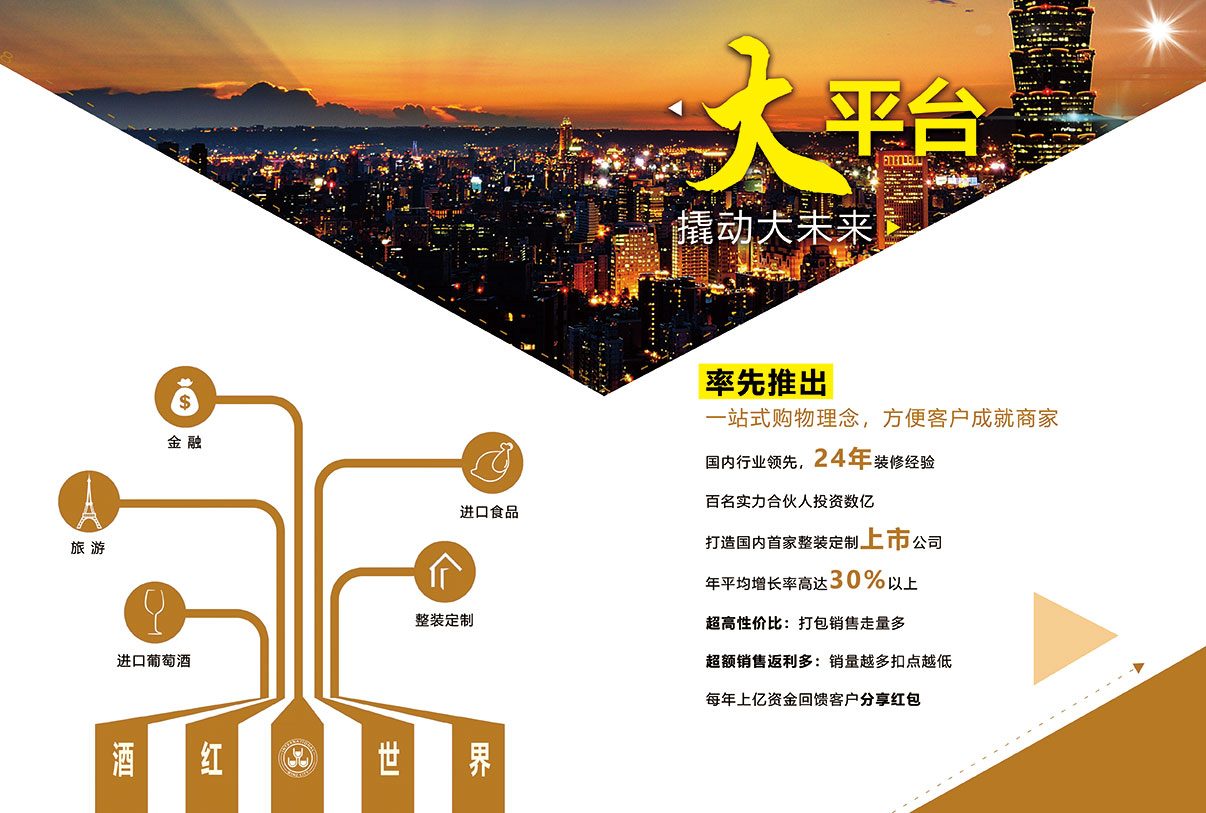 大平台
撬动大未来
率先推出
一站式购物理念，方便客户成就商家
国内行业领先，24年装修经验
百名实力合伙人投资数亿
打造国内首家整装定制上市公司
年平均增长率高达30%以上
超高性价比：打包销售走量多
超额销售返利多：销量越多扣点越低
每年上亿资金回馈客户分享红包
金融
进口食品
旅游
整装定制
进口葡萄酒
酒红世界
INTERNATIONAL
WINE CITY